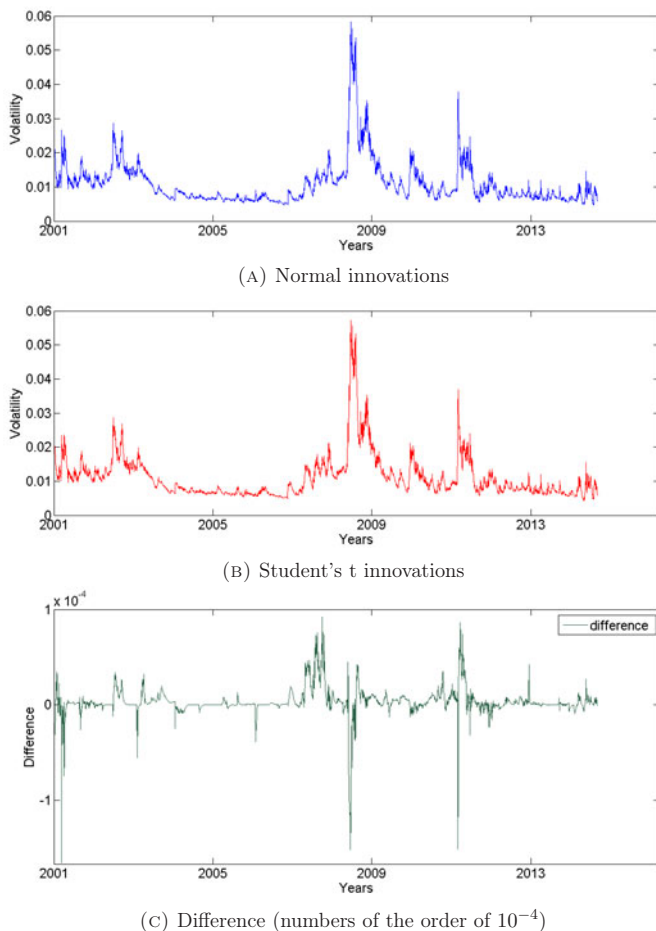 0.06
0.05
0.04
0.03
0.02
0.01
0
Volatility
2001 2005 2009 2013
Years
(A) Normal innovations
0.06
0.05
0.04
0.03
0.02
0.01
0
Volatility
2001 2005 2009 2013
Years
(B) Student's t innovations
1 x 10^-4
difference
0
-1
Difference
2001 2005 2009 2013
Years
(C) Difference (numbers of the order of 10^−4)